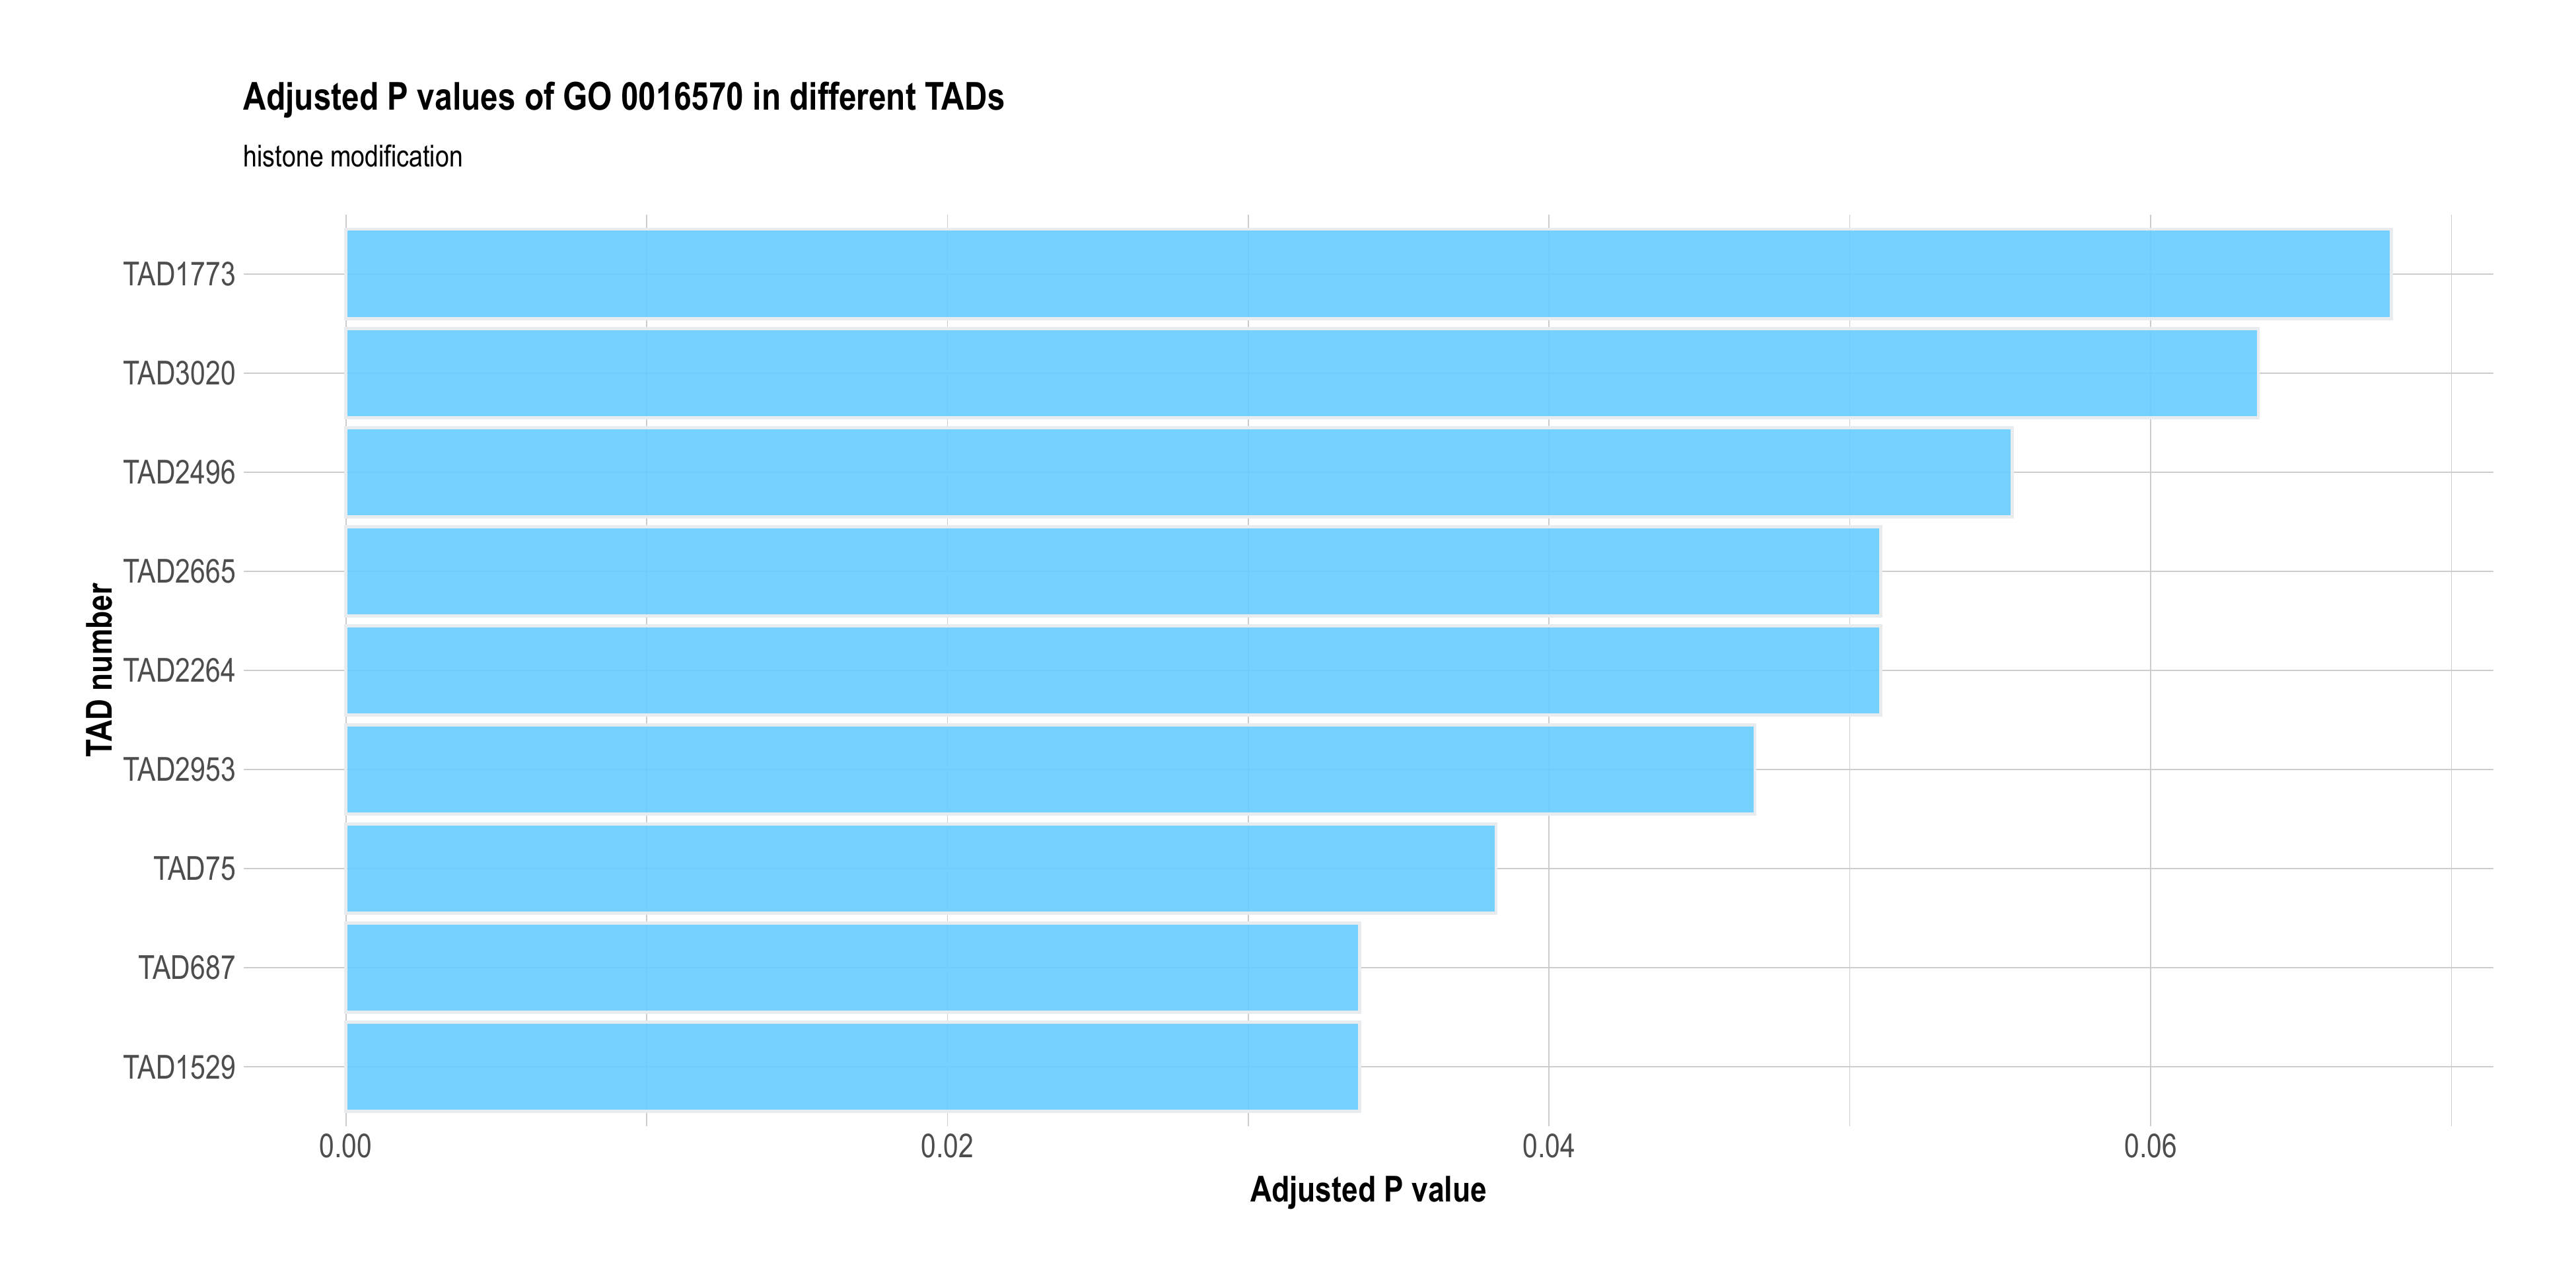 Adjusted P values of GO 0016570 in different TADs
histone modification
TAD number
TAD1773
TAD3020
TAD2496
TAD2665
TAD2264
TAD2953
TAD75
TAD687
TAD1529
0.00 0.02 0.04 0.06
Adjusted P value